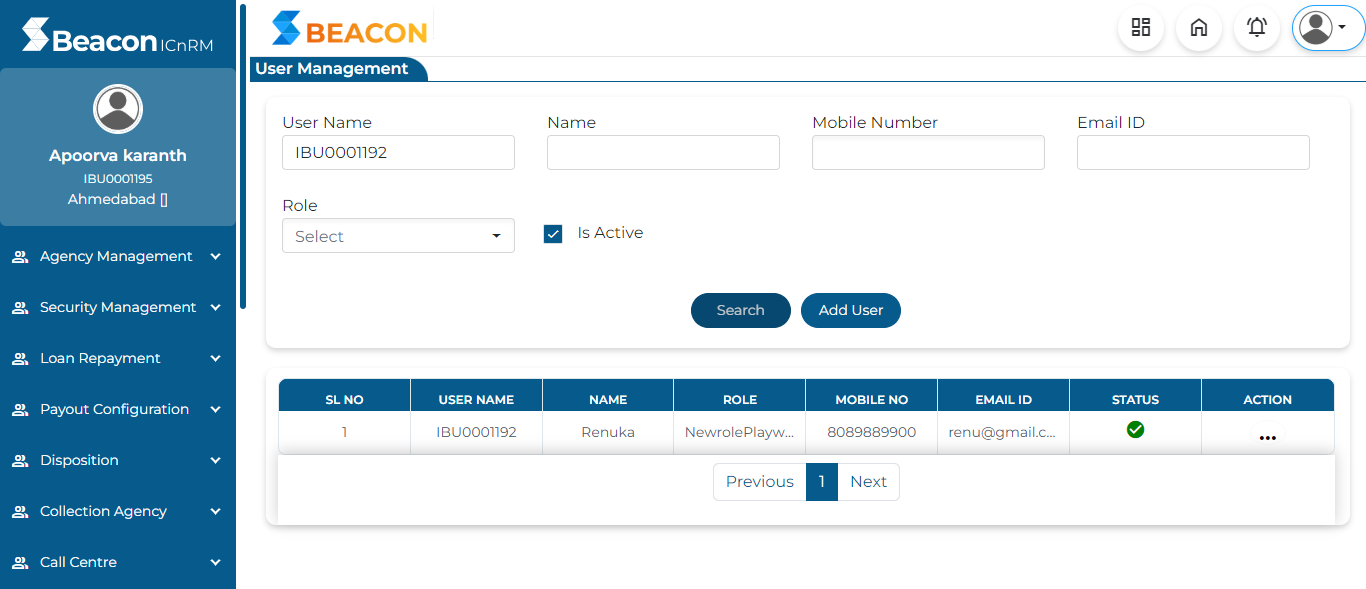 Beacon ICnRM
Apoorva karanth
IBU0001195
Ahmedabad []
Agency Management
Security Management
Loan Repayment
Payout Configuration
Disposition
Collection Agency
Call Centre
BEACON
User Management
User Name Name Mobile Number Email ID
IBU0001192
Role
Select
Is Active
Search Add User
SL NO USER NAME NAME ROLE MOBILE NO EMAIL ID STATUS ACTION
1 IBU0001192 Renuka NewrolePlayw... 8089889900 renu@gmail.c...
Previous 1 Next